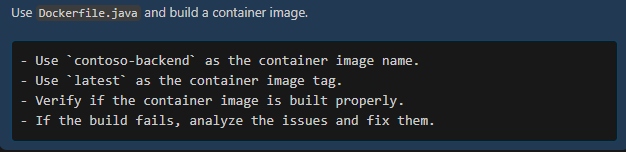 Use Dockerfile.java and build a container image.
- Use `contoso-backend` as the container image name.
- Use `latest` as the container image tag.
- Verify if the container image is built properly.
- If the build fails, analyze the issues and fix them.